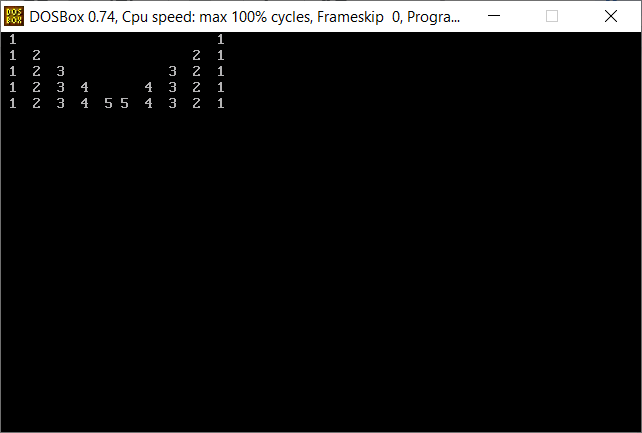 DOSBox 0.74, Cpu speed: max 100% cycles, Frameskip 0, Progra...
1 1
1 2 2 1
1 2 3 3 2 1
1 2 3 4 4 3 2 1
1 2 3 4 5 5 4 3 2 1